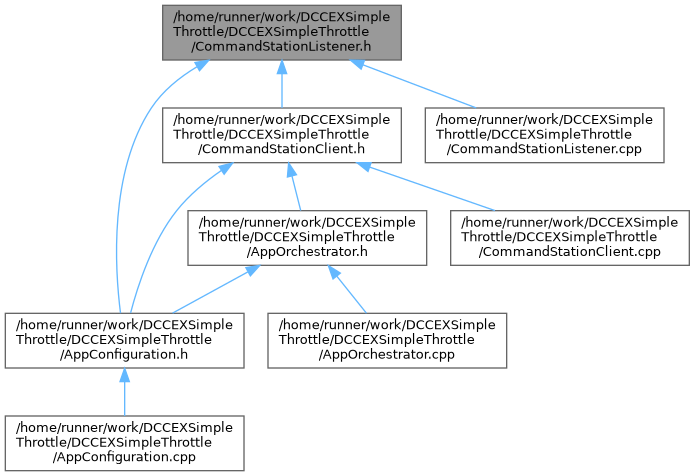 /home/runner/work/DCCEXSimple
Throttle/DCCEXSimpleThrottle
/CommandStationListener.h
/home/runner/work/DCCEXSimple
Throttle/DCCEXSimpleThrottle
/CommandStationClient.h
/home/runner/work/DCCEXSimple
Throttle/DCCEXSimpleThrottle
/CommandStationListener.cpp
/home/runner/work/DCCEXSimple
Throttle/DCCEXSimpleThrottle
/AppOrchestrator.h
/home/runner/work/DCCEXSimple
Throttle/DCCEXSimpleThrottle
/CommandStationClient.cpp
/home/runner/work/DCCEXSimple
Throttle/DCCEXSimpleThrottle
/AppConfiguration.h
/home/runner/work/DCCEXSimple
Throttle/DCCEXSimpleThrottle
/AppOrchestrator.cpp
/home/runner/work/DCCEXSimple
Throttle/DCCEXSimpleThrottle
/AppConfiguration.cpp